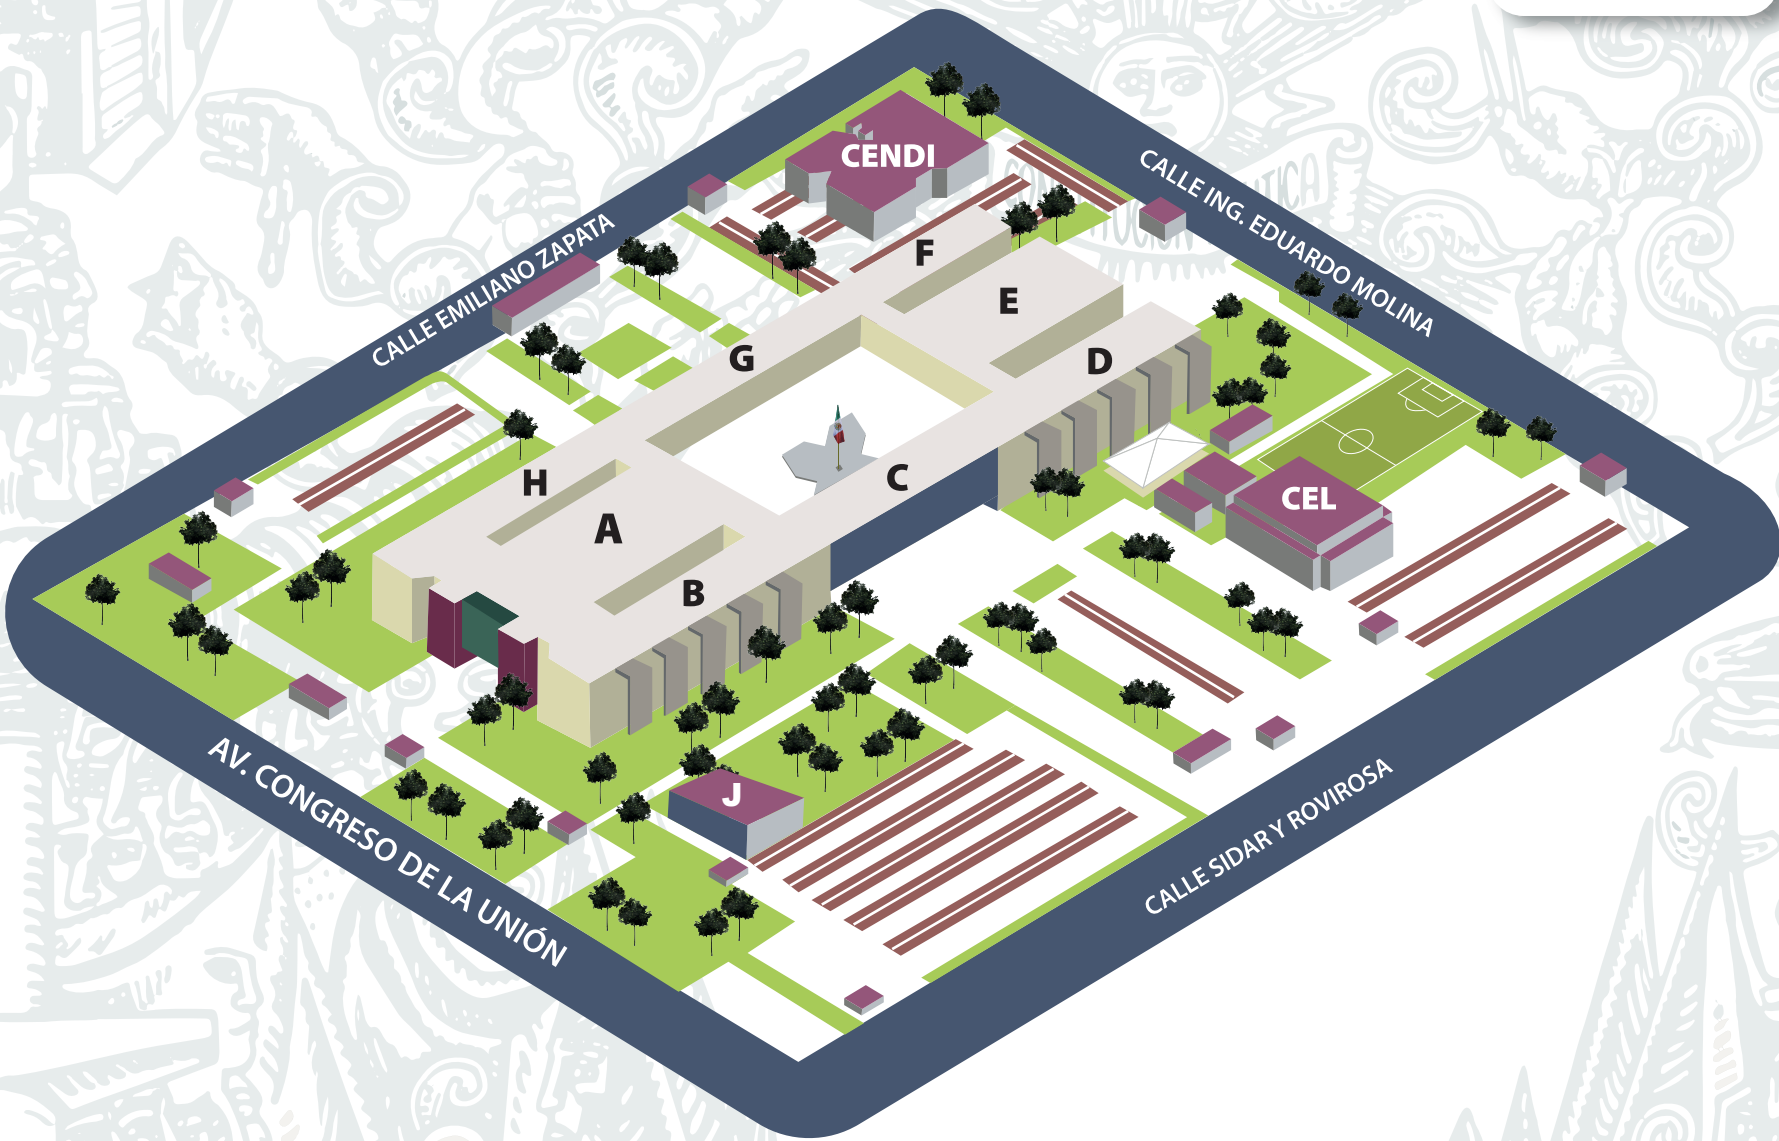 CENDI
CALLE ING. EDUARDO MOLINA
CALLE EMILIANO ZAPATA
F
E
G
D
C
H
CEL
A
B
J
AV. CONGRESO DE LA UNIÓN
CALLE SIDAR Y ROVIROSA